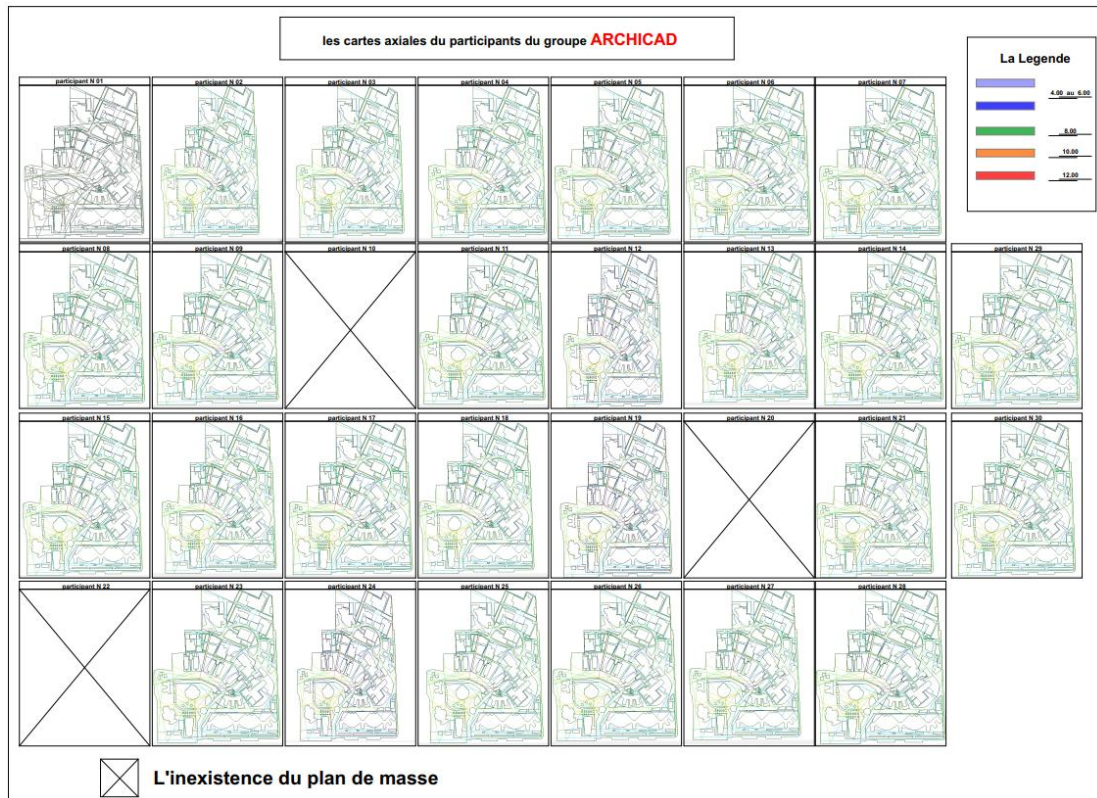 les cartes axiales du participants du groupe ARCHICAD
La Legende
4.00 au 6.00
8.00
10.00
12.00
participant N 01
participant N 02
participant N 03
participant N 04
participant N 05
participant N 06
participant N 07
participant N 08
participant N 09
participant N 10
participant N 11
participant N 12
participant N 13
participant N 14
participant N 29
participant N 15
participant N 16
participant N 17
participant N 18
participant N 19
participant N 20
participant N 21
participant N 30
participant N 22
participant N 23
participant N 24
participant N 25
participant N 26
participant N 27
participant N 28
L'inexistence du plan de masse